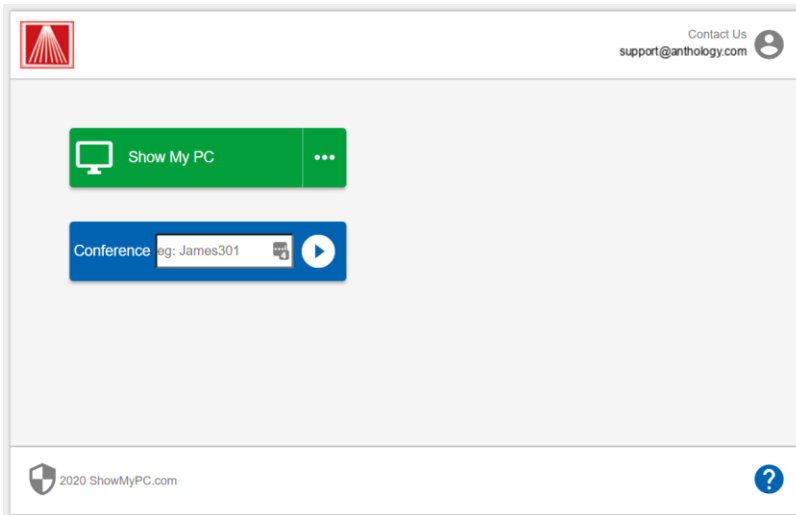 Contact Us
support@anthology.com
Show My PC
Conference eg: James301
2020 ShowMyPC.com
?